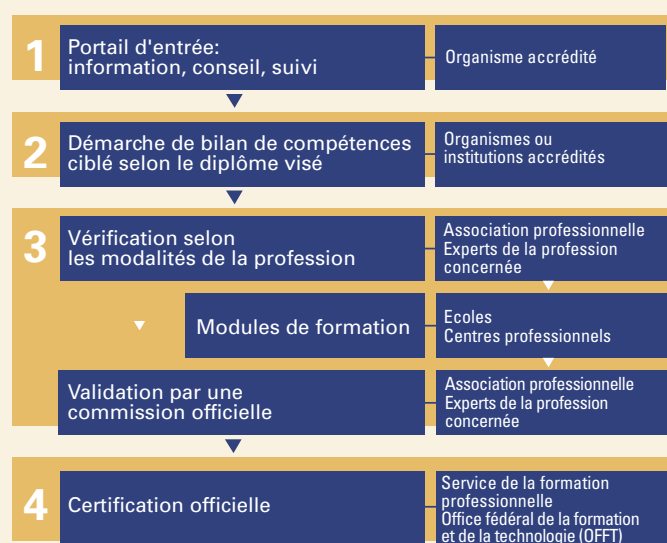 1
Portail d'entrée:
information, conseil, suivi
Organisme accrédité
2
Démarche de bilan de compétences
ciblé selon le diplôme visé
Organismes ou
institutions accrédités
3
Vérification selon
les modalités de la profession
Association professionnelle
Experts de la profession
concernée
Modules de formation
Ecoles
Centres professionnels
Validation par une
commission officielle
Association professionnelle
Experts de la profession
concernée
4
Certification officielle
Service de la formation
professionnelle
Office fédéral de la formation
et de la technologie (OFFT)